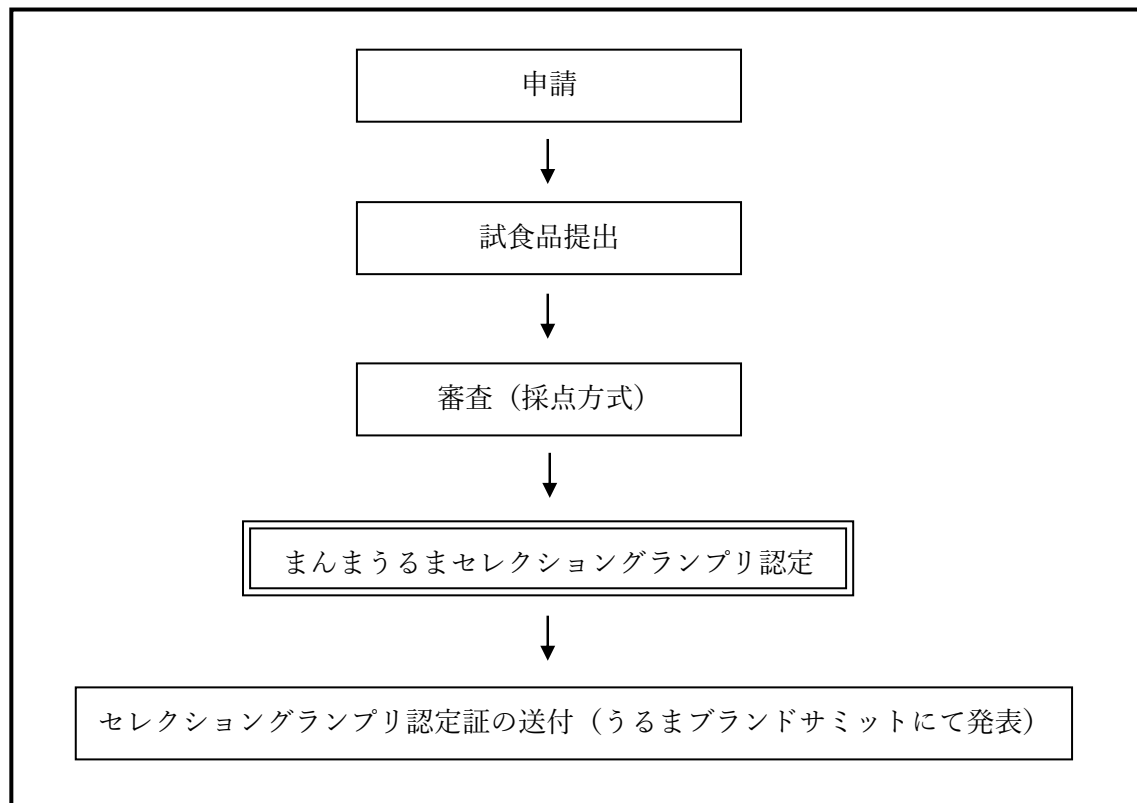 申請
試食品提出
審査（採点方式）
まんまうるまセレクショングランプリ認定
セレクショングランプリ認定証の送付（うるまブランドサミットにて発表）